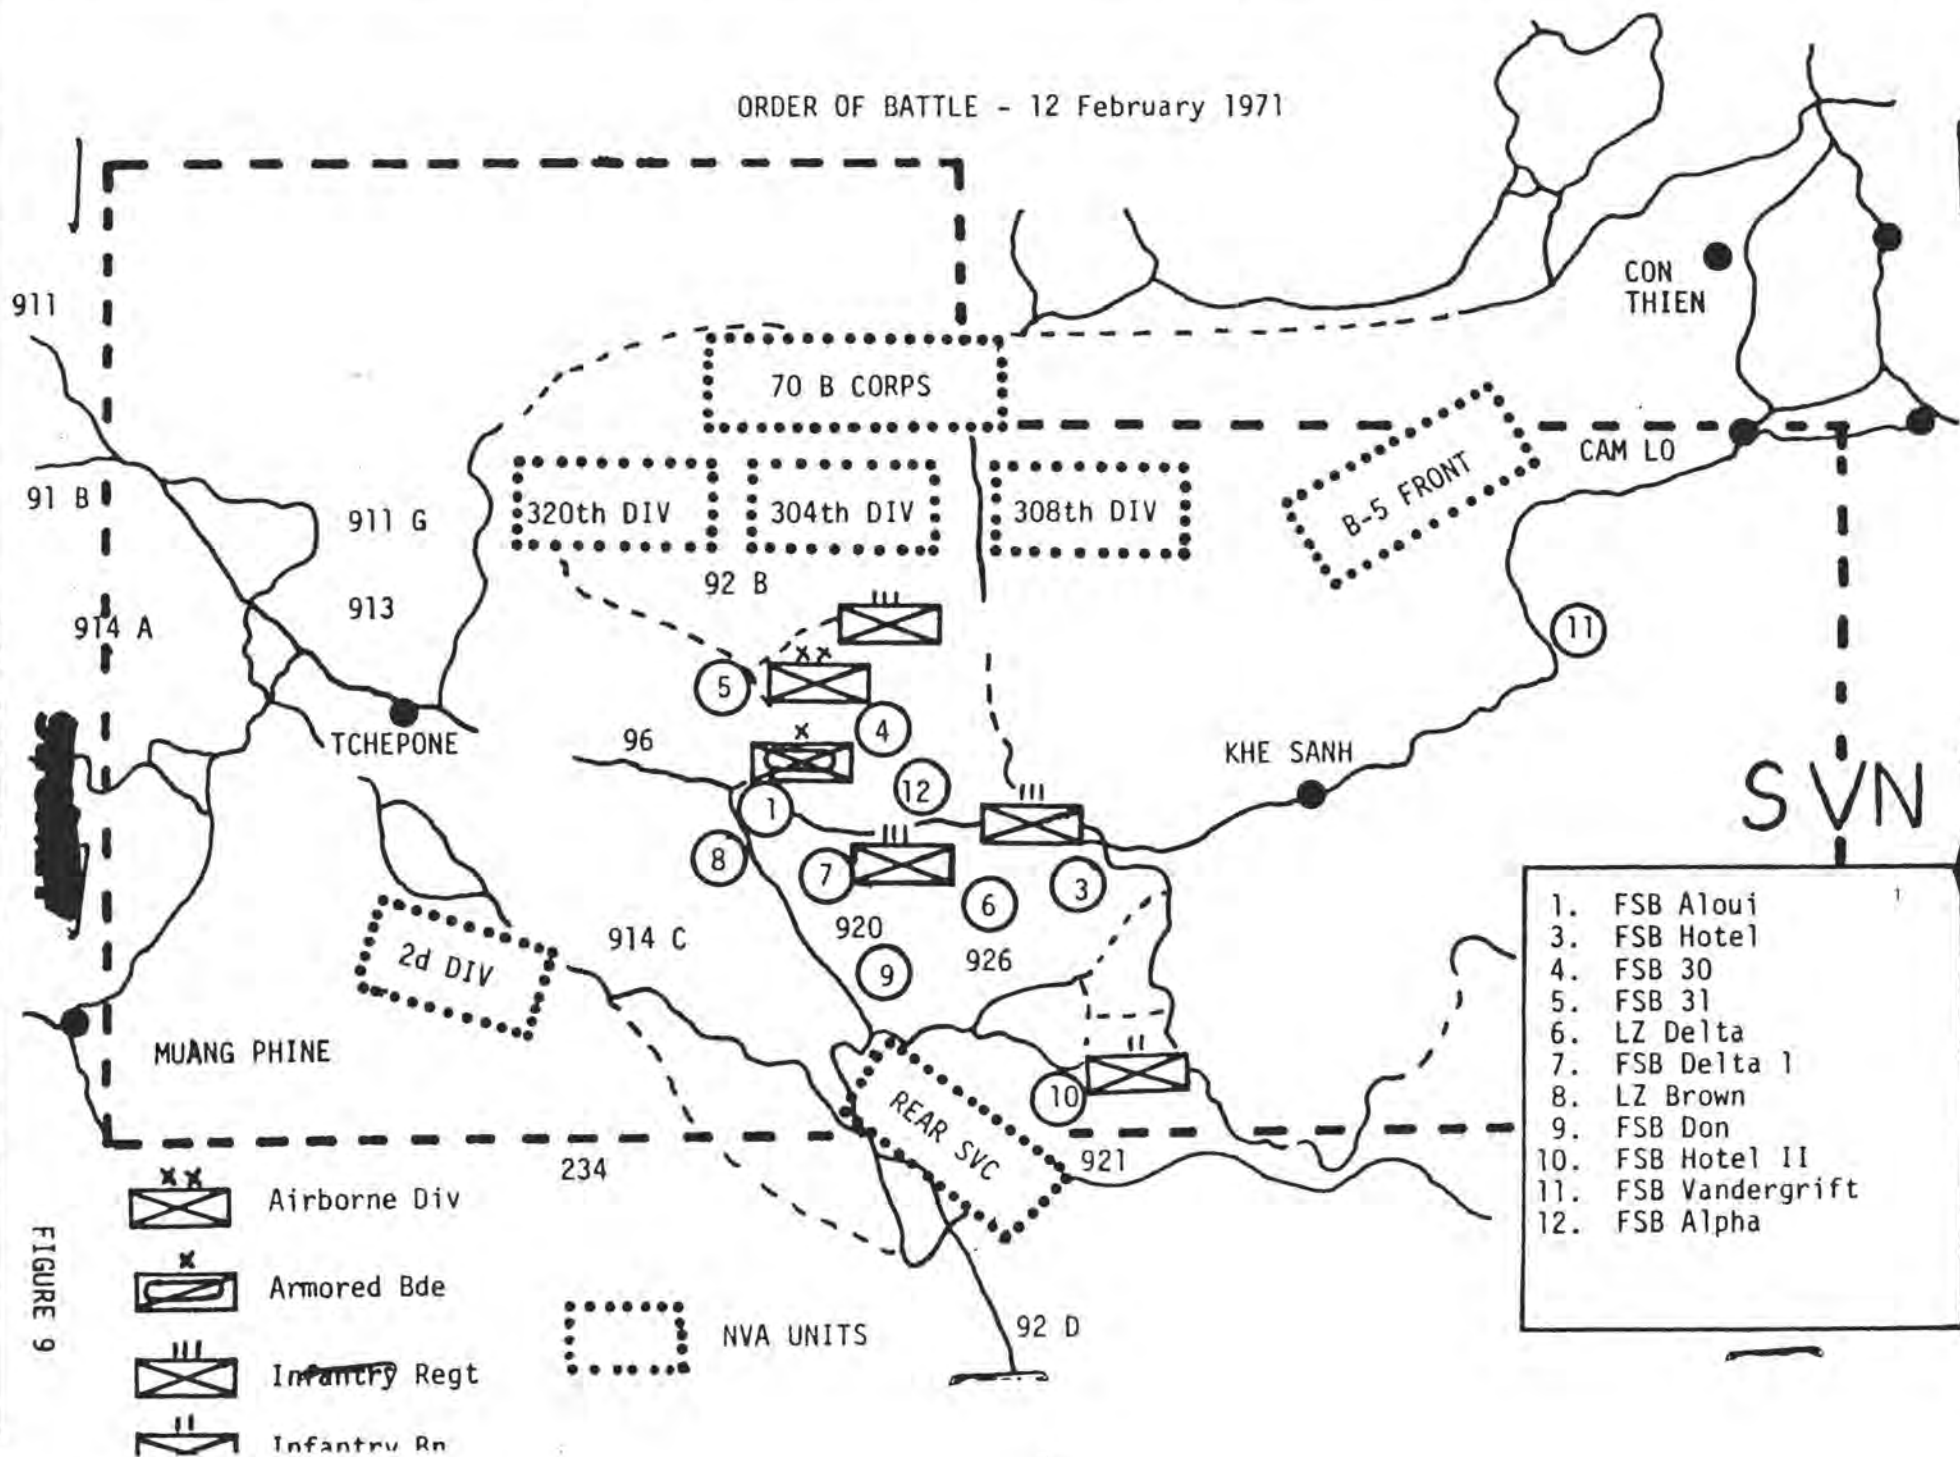 ORDER OF BATTLE - 12 February 1971
911
91 B
911 G
913
914 A
TCHEPONE
70 B CORPS
320th DIV
304th DIV
308th DIV
B-5 FRONT
CON
THIEN
CAM LO
92 B
11
5
4
96
12
1
8
7
6
3
KHE SANH
SVN
2d DIV
914 C
920
926
9
MUANG PHINE
10
REAR SVC
921
234
92 D
1. FSB Aloui
3. FSB Hotel
4. FSB 30
5. FSB 31
6. LZ Delta
7. FSB Delta 1
8. LZ Brown
9. FSB Don
10. FSB Hotel II
11. FSB Vandergrift
12. FSB Alpha
Airborne Div
Armored Bde
Infantry Regt
Infantry Bn
NVA UNITS
FIGURE 9